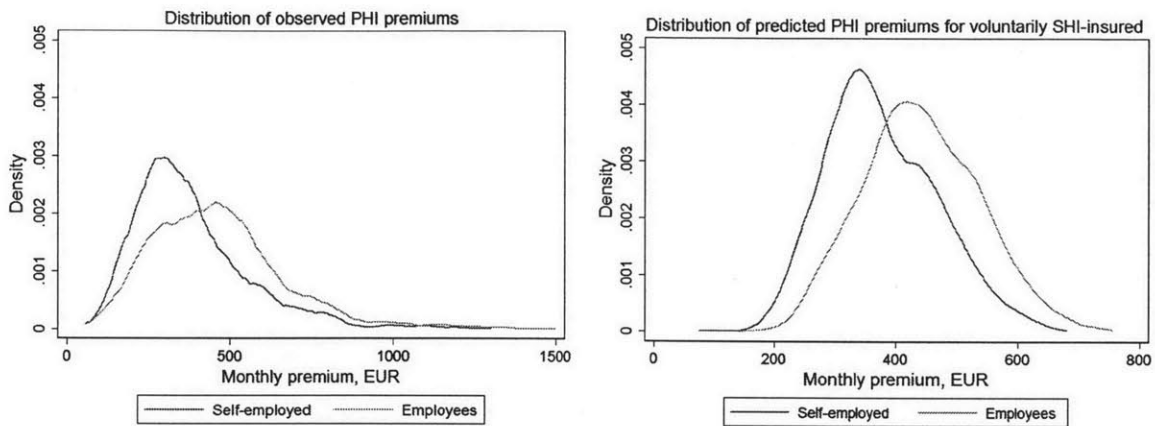 Distribution of observed PHI premiums
.005
.004
.003
.002
.001
0
Density
0 500 1000 1500
Monthly premium, EUR
Self-employed Employees
Distribution of predicted PHI premiums for voluntarily SHI-insured
.005
.004
.003
.002
.001
0
Density
0 200 400 600 800
Monthly premium, EUR
Self-employed Employees